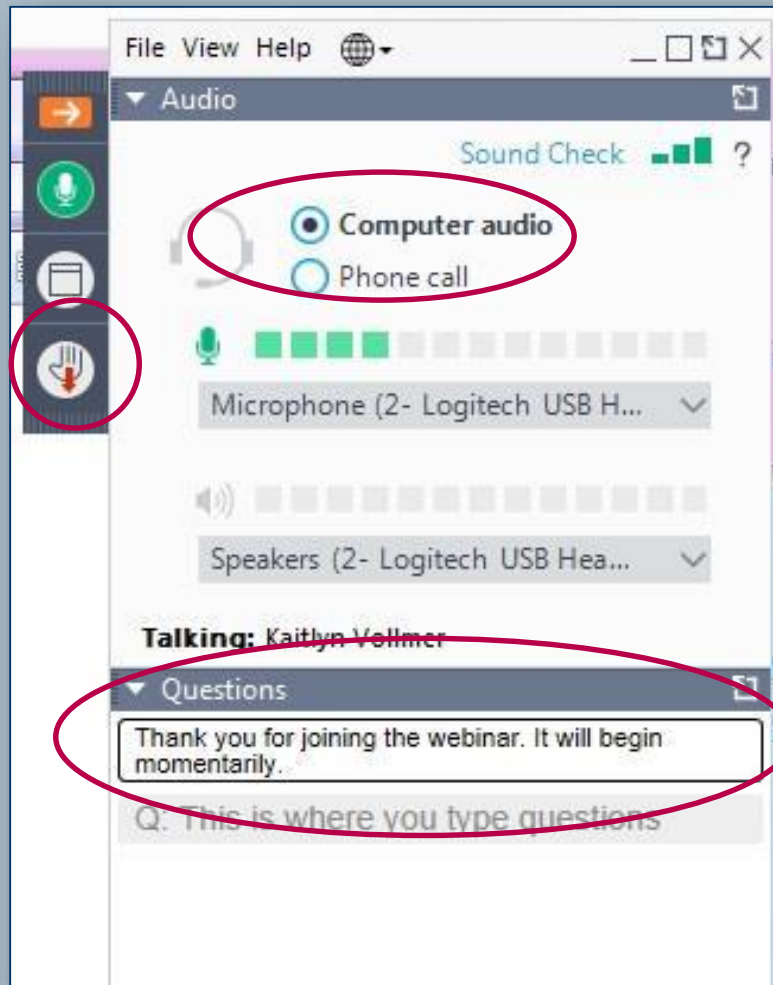 File View Help
Audio
Sound Check ?
Computer audio
Phone call
Microphone (2- Logitech USB H...
Speakers (2- Logitech USB Hea...
Talking: Kaitlyn Vollmer
Questions
Thank you for joining the webinar. It will begin
momentarily.
Q: This is where you type questions